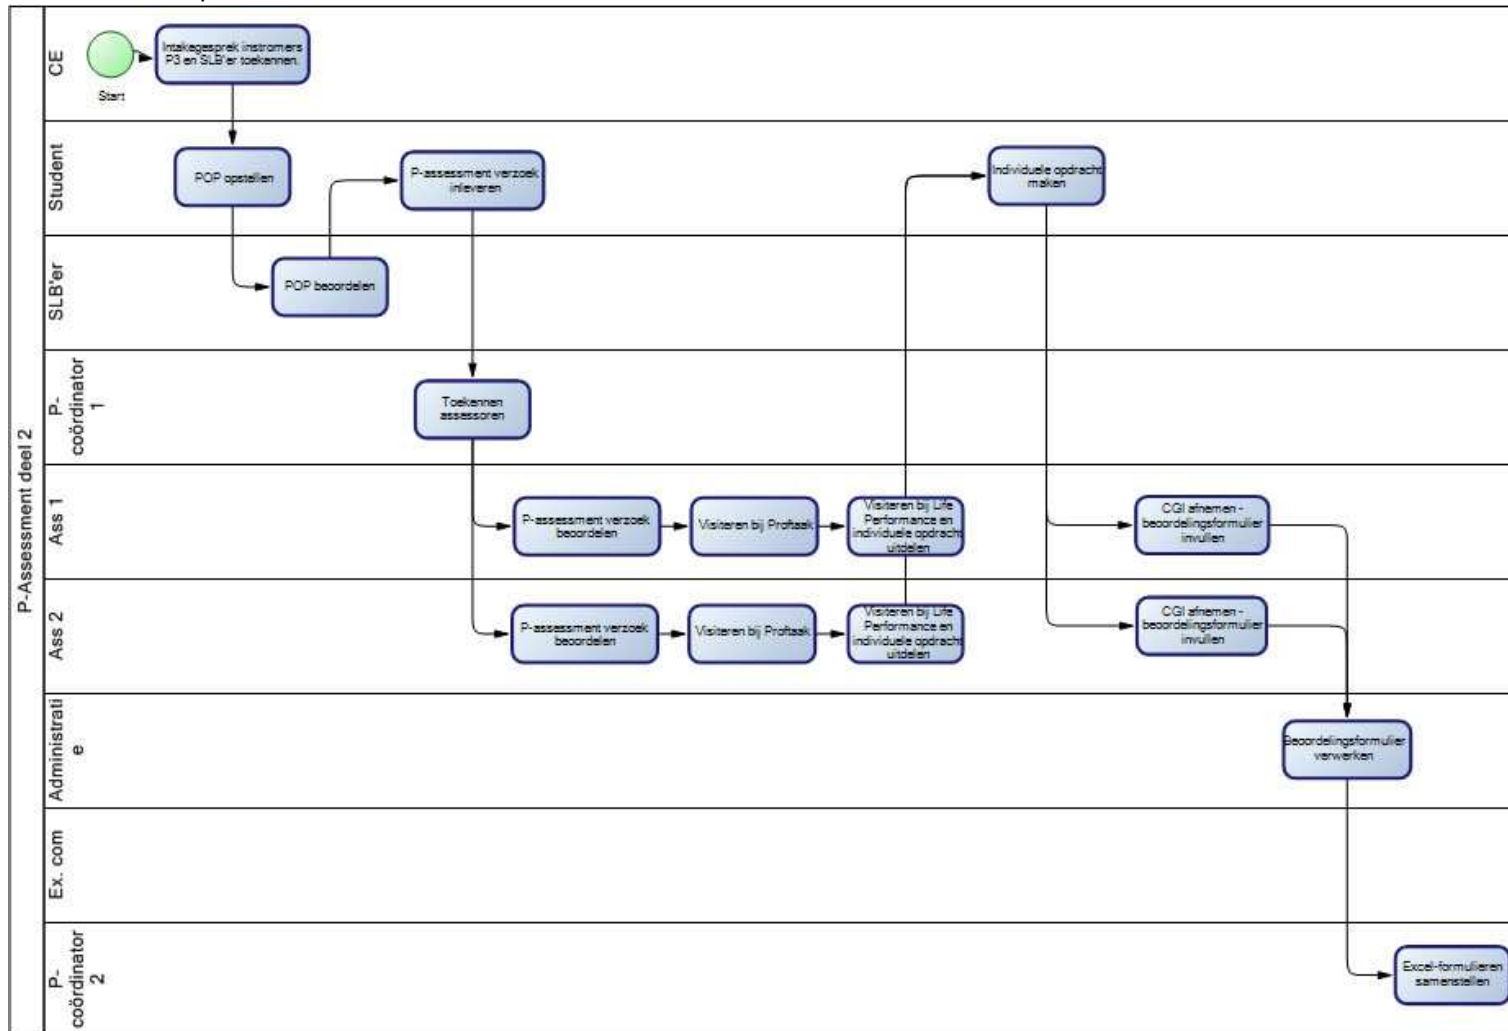 P-Assessment deel 2
CE
Start
Intakegesprek instromers
P3 en SLB'er toekennen.
Student
POP opstellen
P-assessment verzoek
inleveren
Individuele opdracht
maken
SLB'er
POP beoordelen
P-
coördinator
1
Toekennen
assessoren
Ass 1
P-assessment verzoek
beoordelen
Visiteren bij Proftaak
Visiteren bij Life
Performance en
individuele opdracht
uitdelen
CGI afnemen -
beoordelingsformulier
invullen
Ass 2
P-assessment verzoek
beoordelen
Visiteren bij Proftaak
Visiteren bij Life
Performance en
individuele opdracht
uitdelen
CGI afnemen -
beoordelingsformulier
invullen
Administrati
e
Beoordelingsformulier
verwerken
Ex. com
P-
coördinator
2
Excel-formulieren
samenstellen